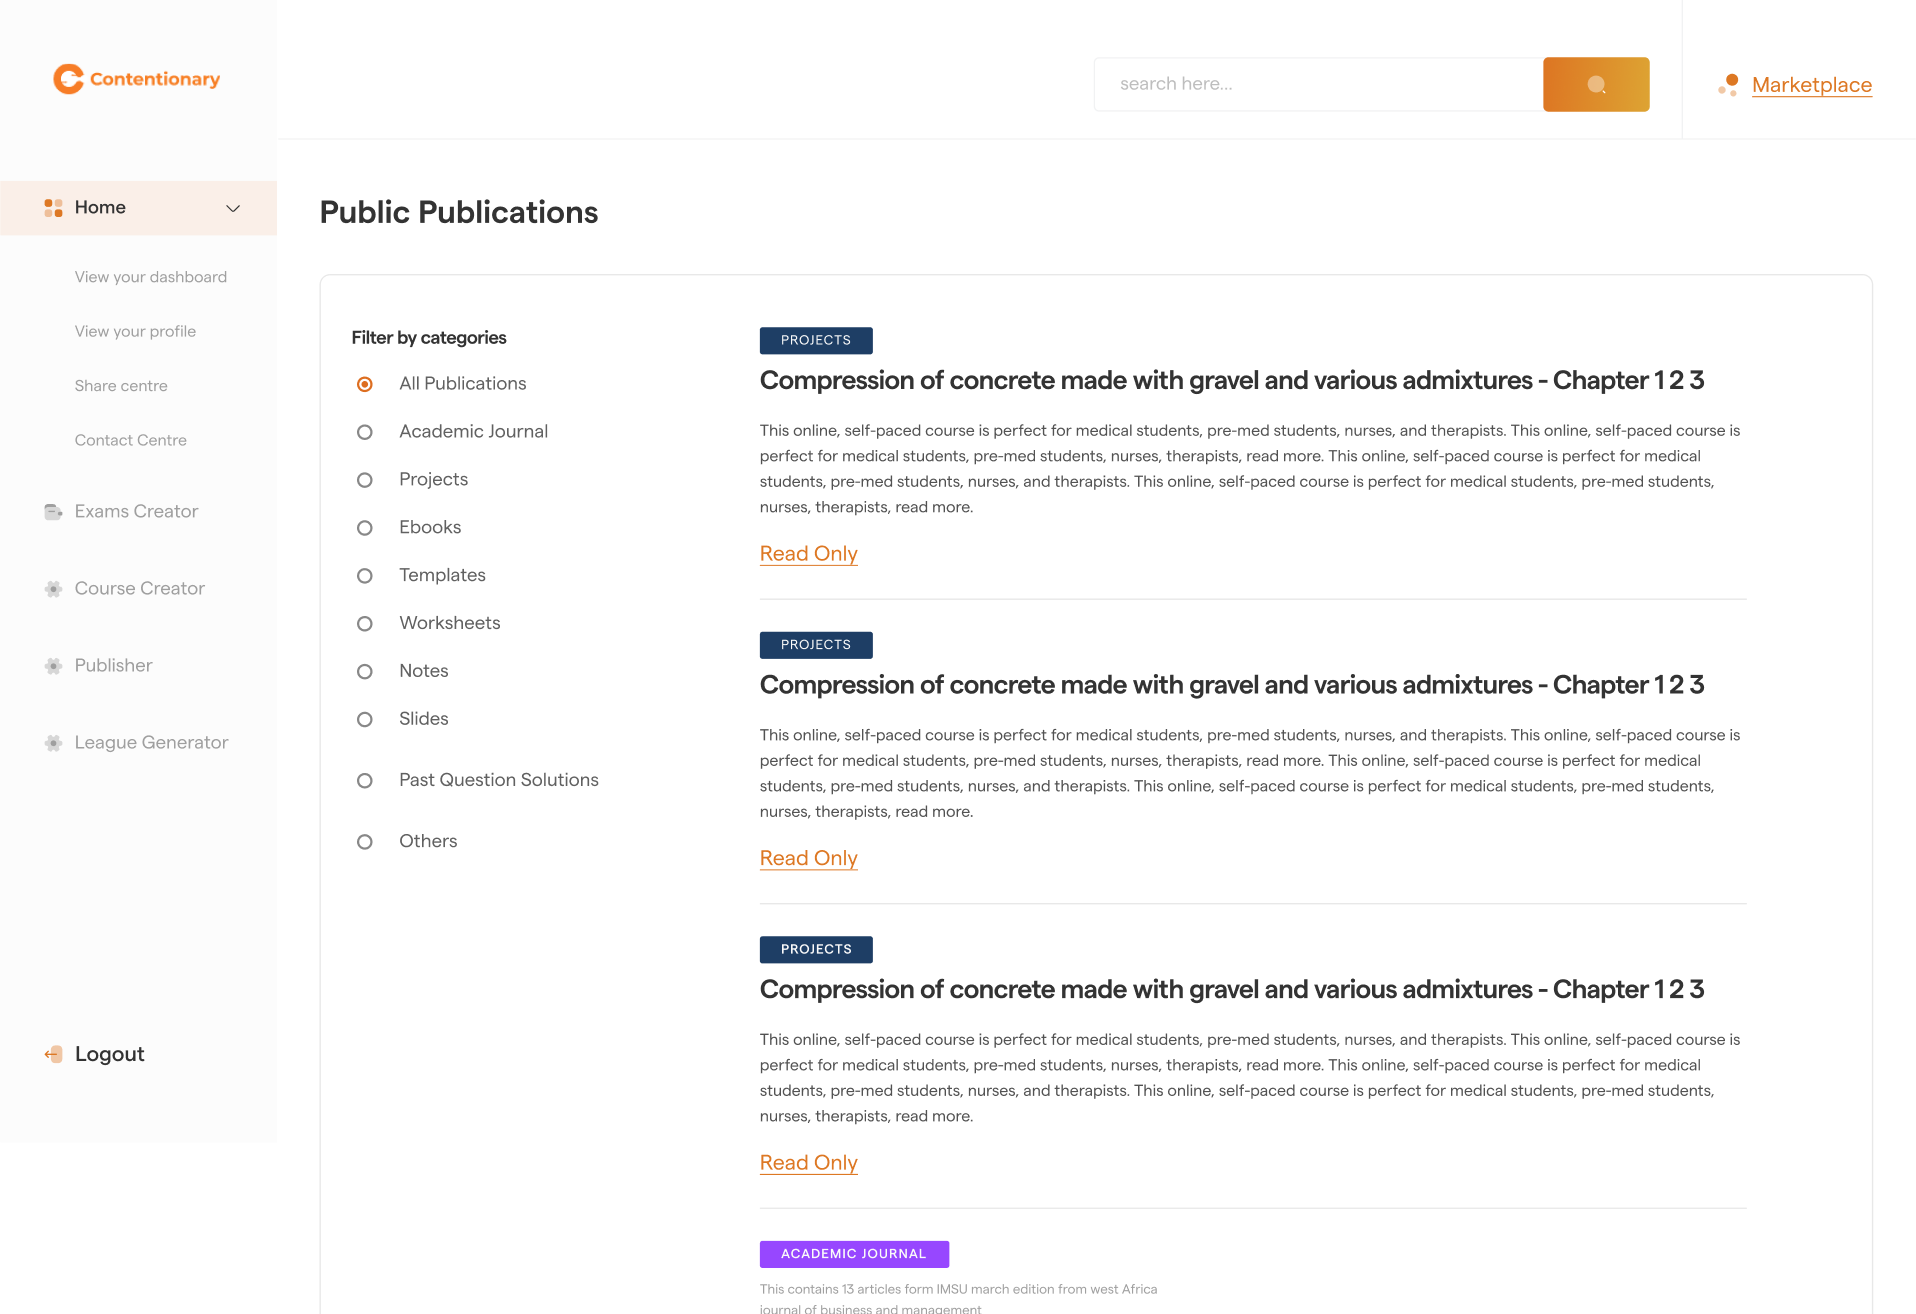 Contentionary
search here...
Marketplace
Home
View your dashboard
View your profile
Share centre
Contact Centre
Exams Creator
Course Creator
Publisher
League Generator
Logout
Public Publications
Filter by categories
All Publications
Academic Journal
Projects
Ebooks
Templates
Worksheets
Notes
Slides
Past Question Solutions
Others
PROJECTS
Compression of concrete made with gravel and various admixtures - Chapter 1 2 3
This online, self-paced course is perfect for medical students, pre-med students, nurses, and therapists. This online, self-paced course is
perfect for medical students, pre-med students, nurses, therapists, read more. This online, self-paced course is perfect for medical
students, pre-med students, nurses, and therapists. This online, self-paced course is perfect for medical students, pre-med students,
nurses, therapists, read more.
Read Only
PROJECTS
Compression of concrete made with gravel and various admixtures - Chapter 1 2 3
This online, self-paced course is perfect for medical students, pre-med students, nurses, and therapists. This online, self-paced course is
perfect for medical students, pre-med students, nurses, therapists, read more. This online, self-paced course is perfect for medical
students, pre-med students, nurses, and therapists. This online, self-paced course is perfect for medical students, pre-med students,
nurses, therapists, read more.
Read Only
PROJECTS
Compression of concrete made with gravel and various admixtures - Chapter 1 2 3
This online, self-paced course is perfect for medical students, pre-med students, nurses, and therapists. This online, self-paced course is
perfect for medical students, pre-med students, nurses, therapists, read more. This online, self-paced course is perfect for medical
students, pre-med students, nurses, and therapists. This online, self-paced course is perfect for medical students, pre-med students,
nurses, therapists, read more.
Read Only
ACADEMIC JOURNAL
This contains 13 articles form IMSU march edition from west Africa
journal of business and management